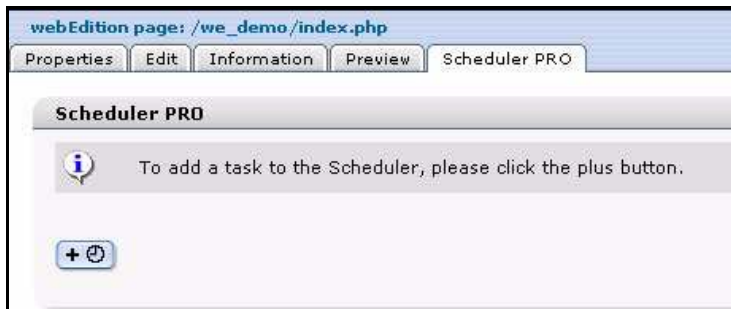 webEdition page: /we_demo/index.php
Properties Edit Information Preview Scheduler PRO
Scheduler PRO
To add a task to the Scheduler, please click the plus button.
+